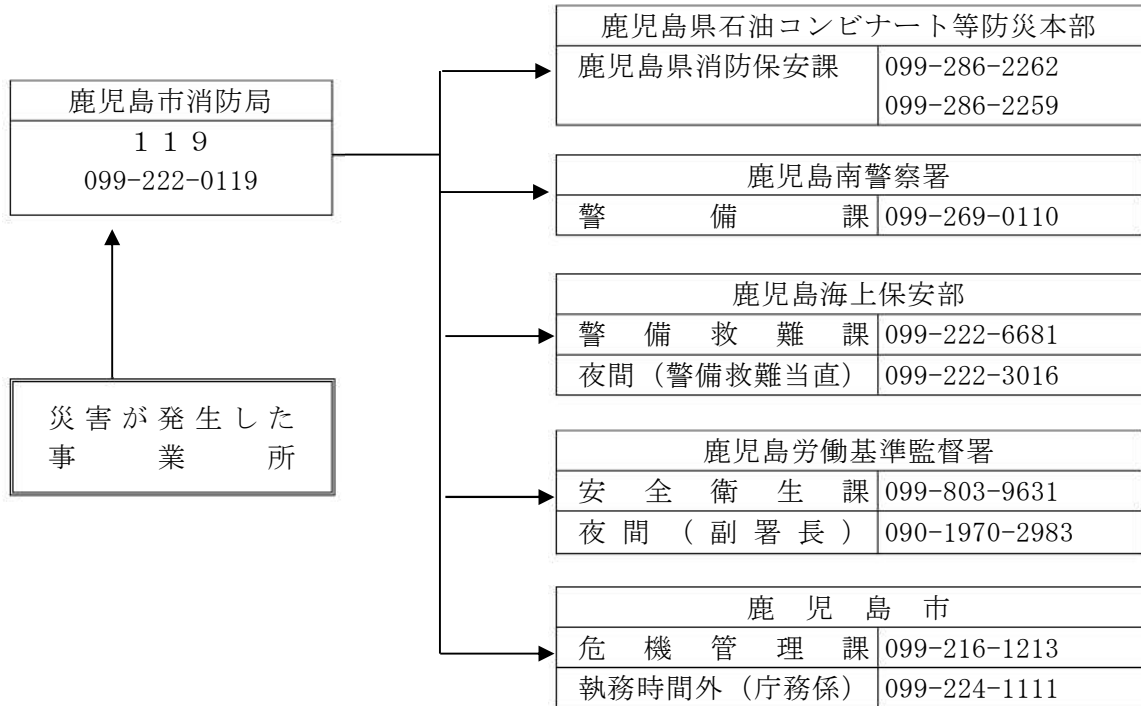 鹿児島市消防局
１１９
099-222-0119
災害が発生した
事業所
鹿児島県石油コンビナート等防災本部
鹿児島県消防保安課 099-286-2262
099-286-2259
鹿児島南警察署
警備課 099-269-0110
鹿児島海上保安部
警備救難課 099-222-6681
夜間（警備救難当直） 099-222-3016
鹿児島労働基準監督署
安全衛生課 099-803-9631
夜間（副署長） 090-1970-2983
鹿児島市
危機管理課 099-216-1213
執務時間外（庁務係） 099-224-1111